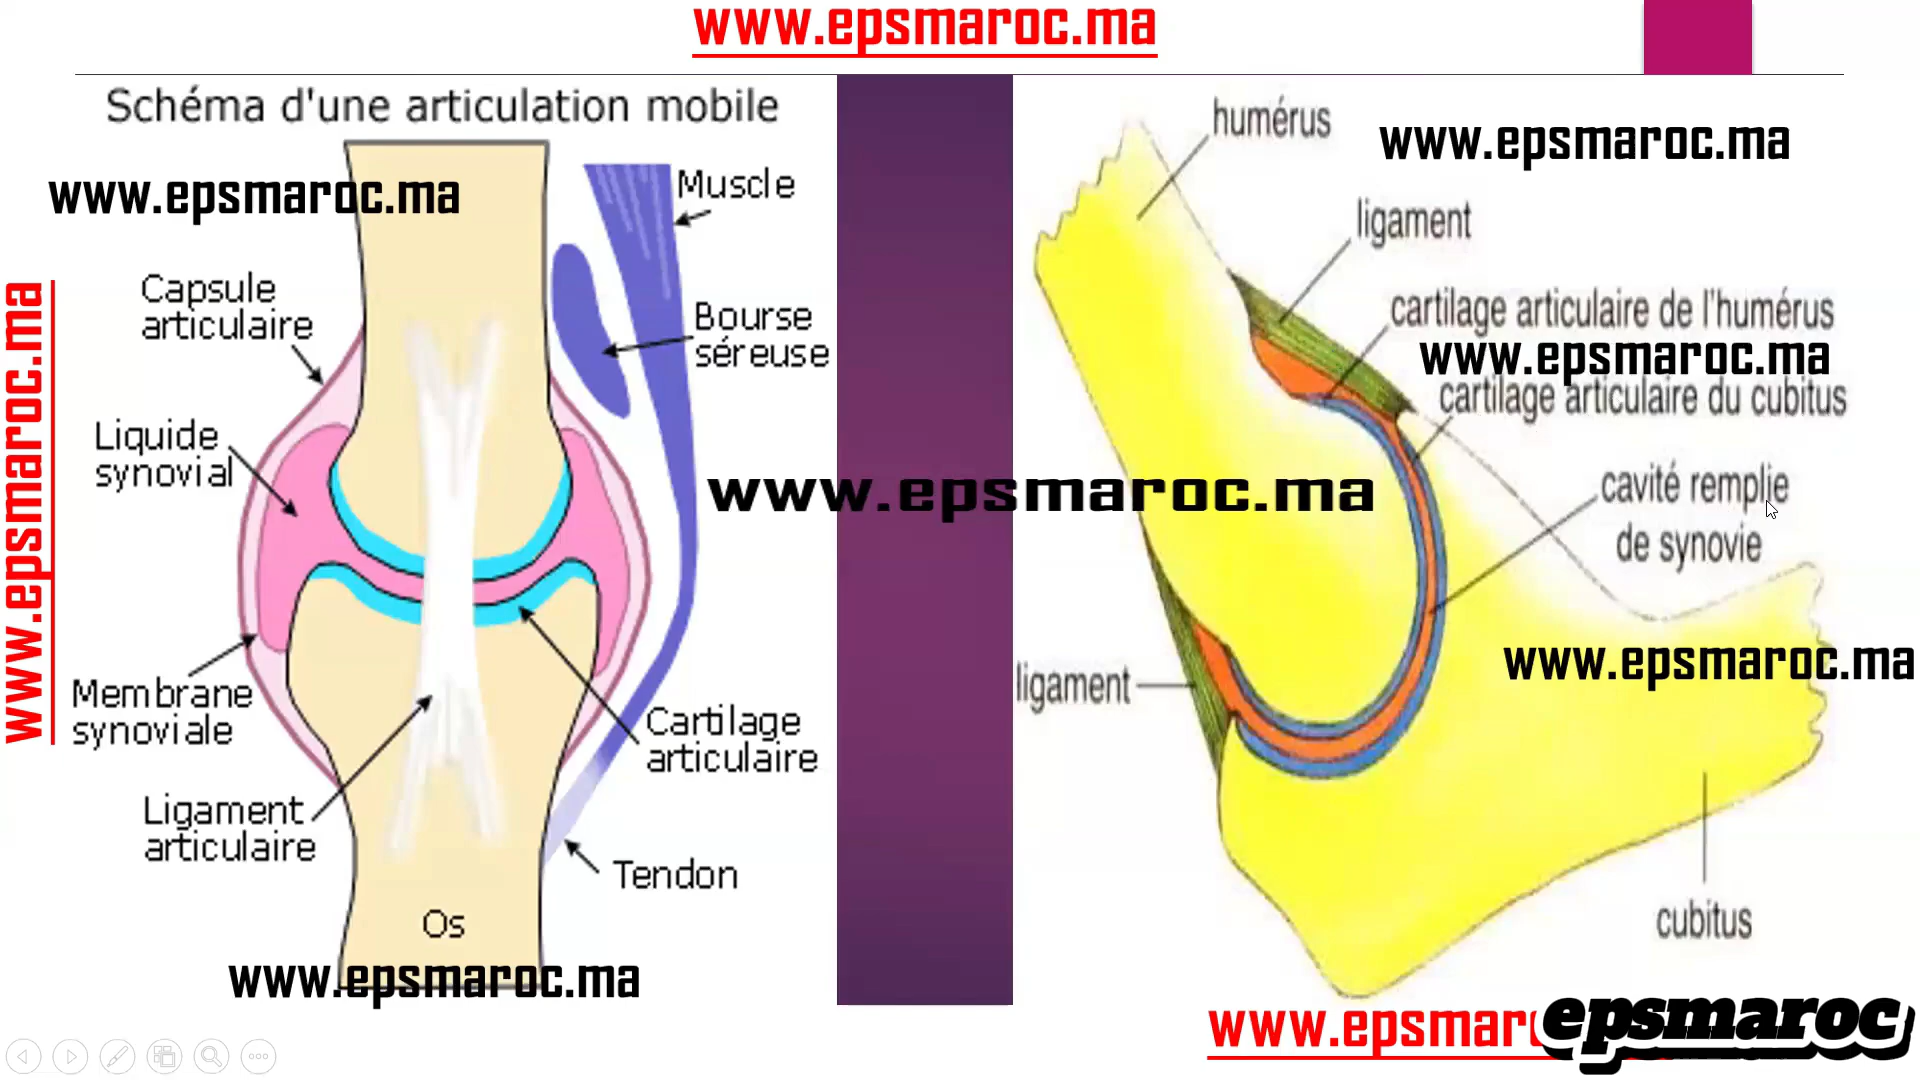 www.epsmaroc.ma
Schéma d'une articulation mobile
www.epsmaroc.ma
www.epsmaroc.ma
Muscle
Capsule
articulaire
Bourse
séreuse
Liquide
synovial
Membrane
synoviale
Cartilage
articulaire
Ligament
articulaire
Tendon
Os
www.epsmaroc.ma
www.epsmaroc.ma
humérus
www.epsmaroc.ma
ligament
cartilage articulaire de l'humérus
www.epsmaroc.ma
cartilage articulaire du cubitus
cavité remplie
de synovie
www.epsmaroc.ma
ligament
cubitus
www.epsmaro
epsmaroc